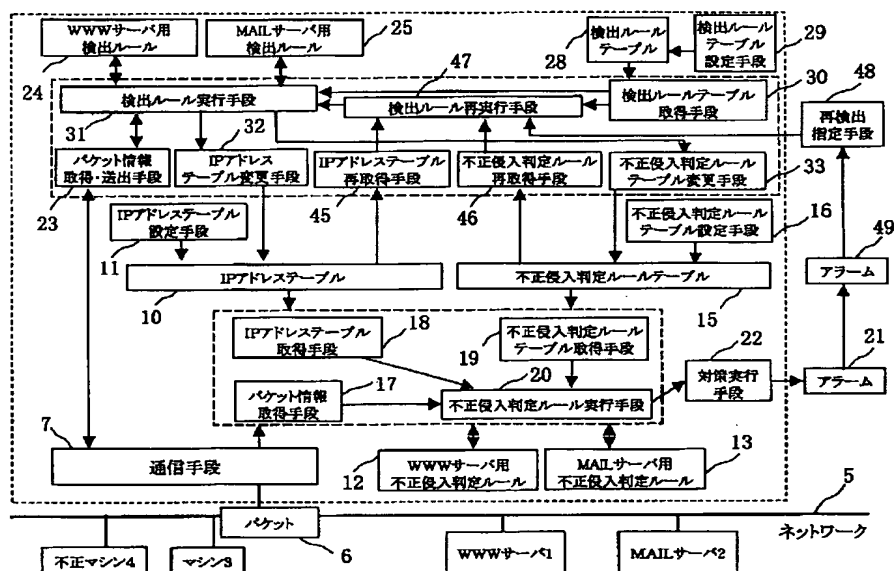 WWWサーバ用
検出ルール
MAILサーバ用
検出ルール
25
検出ルール
テーブル
28
検出ルール
テーブル
設定手段
29
24
47
30
48
検出ルール実行手段
31
32
検出ルール再実行手段
検出ルールテーブル
取得手段
再検出
指定手段
パケット情報
取得・送出手段
23
IPアドレス
テーブル変更手段
IPアドレステーブル
再取得手段
45
不正侵入判定ルール
再取得手段
46
不正侵入判定ルール
テーブル変更手段
33
IPアドレステーブル
設定手段
11
不正侵入判定ルール
テーブル設定手段
16
49
アラーム
IPアドレステーブル
10
不正侵入判定ルールテーブル
15
IPアドレステーブル
取得手段
18
19
不正侵入判定ルール
テーブル取得手段
22
対策実行
手段
21
アラーム
パケット情報
取得手段
17
20
不正侵入判定ルール実行手段
7
通信手段
12
WWWサーバ用
不正侵入判定ルール
MAILサーバ用
不正侵入判定ルール
13
5
ネットワーク
パケット
6
不正マシン4
マシン3
WWWサーバ1
MAILサーバ2